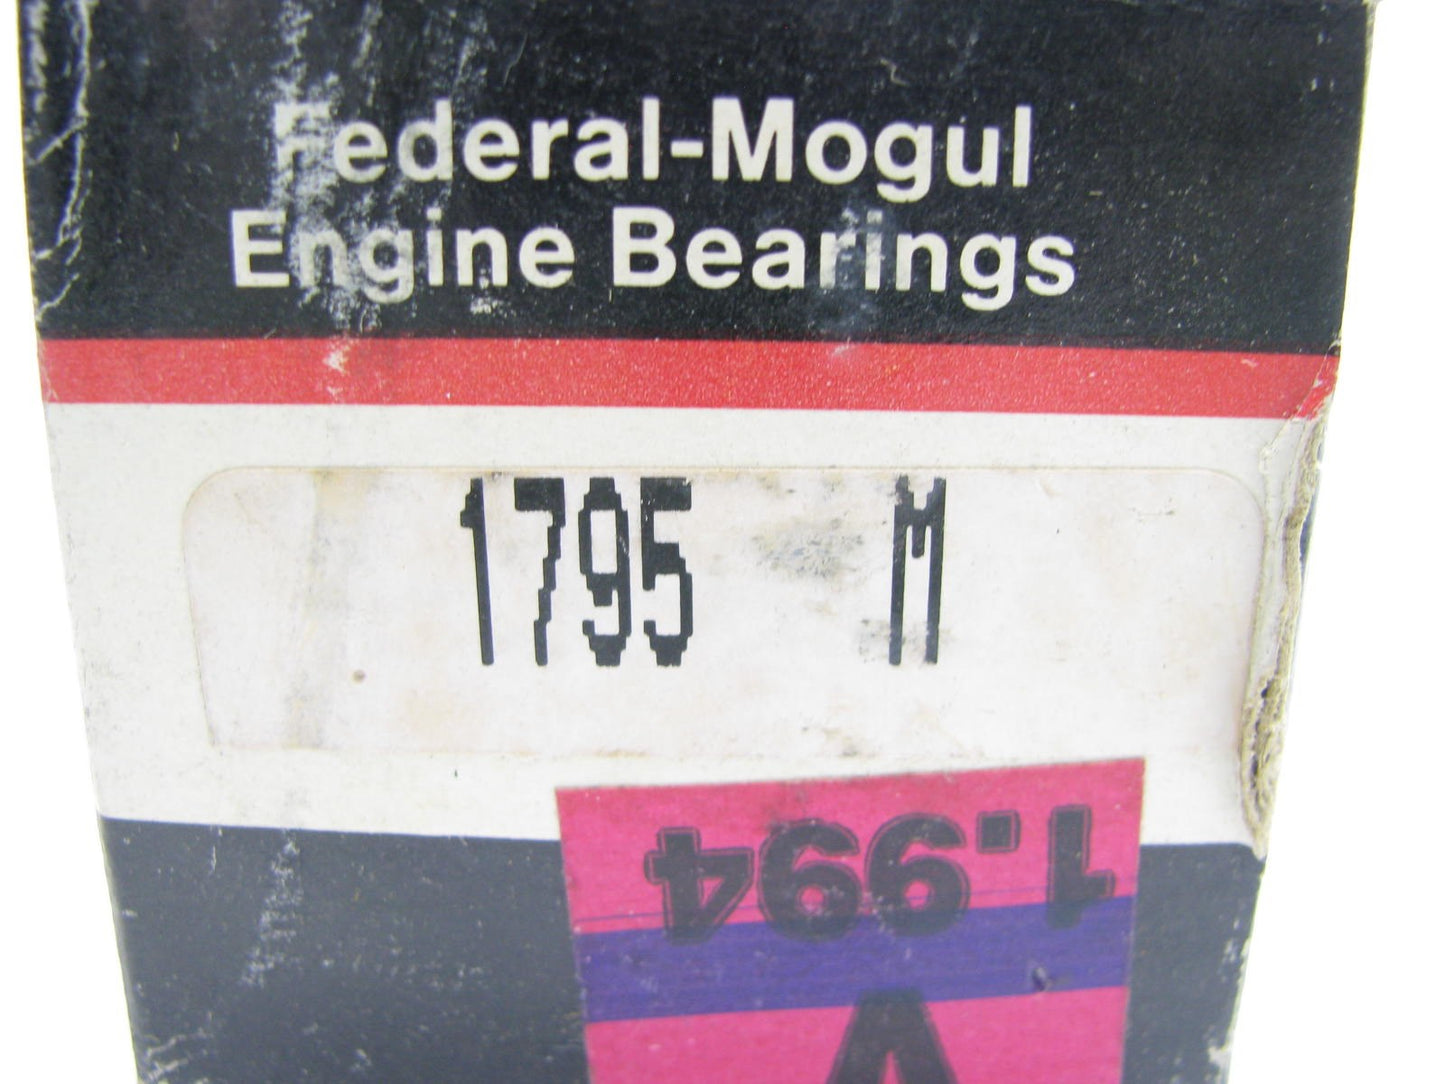 Federal-Mogul
Engine Bearings
1795 M
1.994